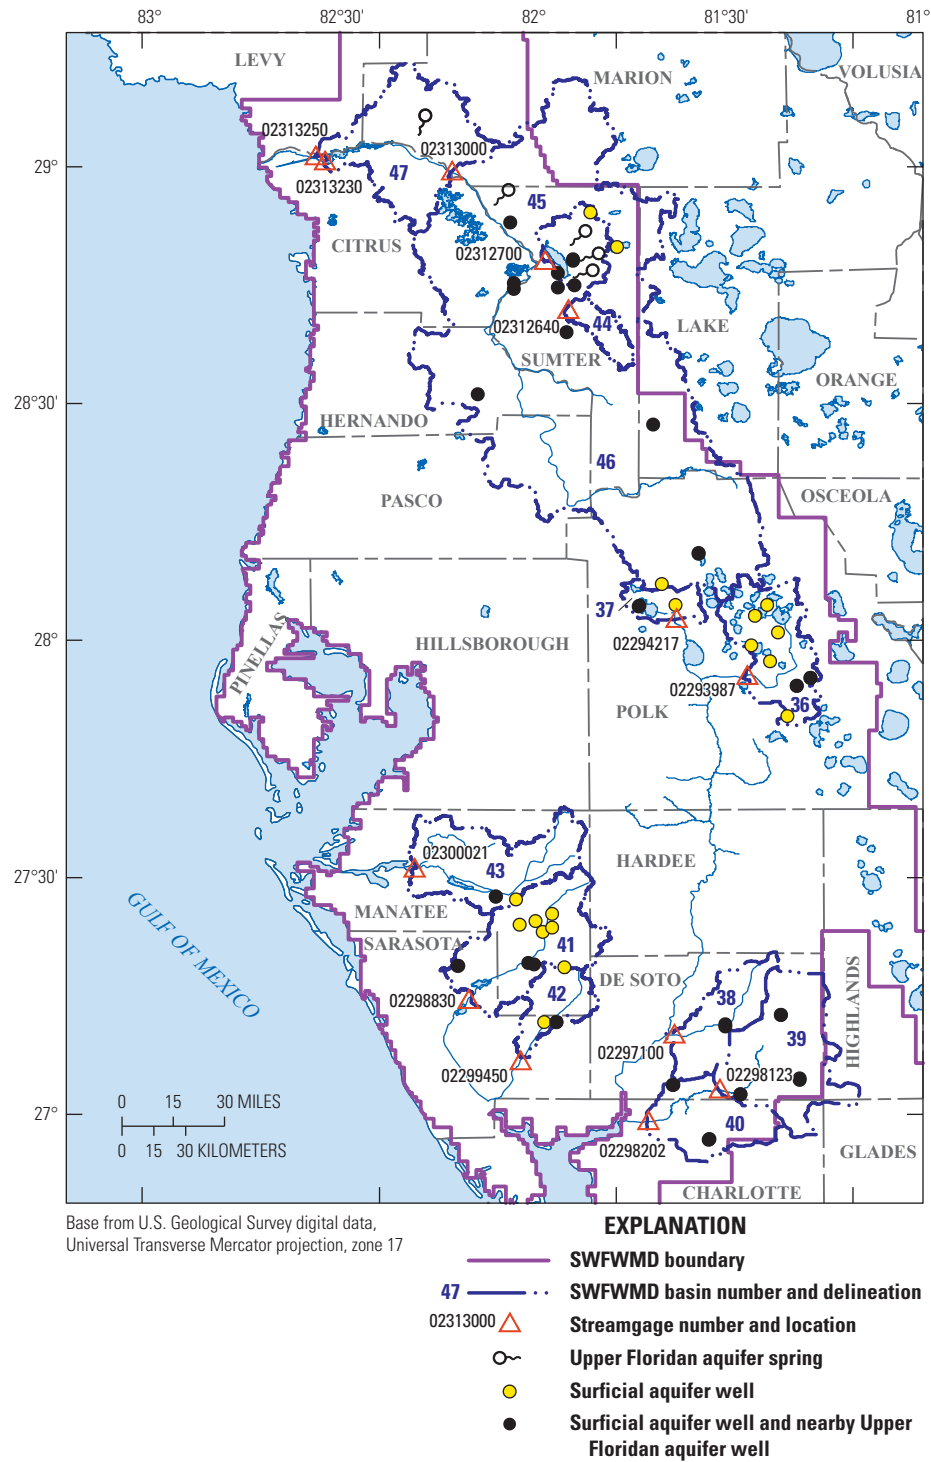 83° 82°30' 82° 81°30' 81°
LEVY
MARION
VOLUSIA
02313250
02313000
29°
47
02313230
45
CITRUS
02312700
02312640
44
LAKE
SUMTER
ORANGE
28°30'
HERNANDO
46
PASCO
OSCEOLA
37
28°
HILLSBOROUGH
02294217
PINELLAS
02293987
36
POLK
02300021
HARDEE
27°30'
43
MANATEE
GULF OF MEXICO
SARASOTA
41
DE SOTO
HIGHLANDS
42
38
02298830
39
02297100
02299450
02298123
0 15 30 MILES
27°
40
0 15 30 KILOMETERS
02298202
GLADES
CHARLOTTE
Base from U.S. Geological Survey digital data,
Universal Transverse Mercator projection, zone 17
EXPLANATION
SWFWMD boundary
47 SWFWMD basin number and delineation
02313000 Streamgage number and location
Upper Floridan aquifer spring
Surficial aquifer well
Surficial aquifer well and nearby Upper
Floridan aquifer well